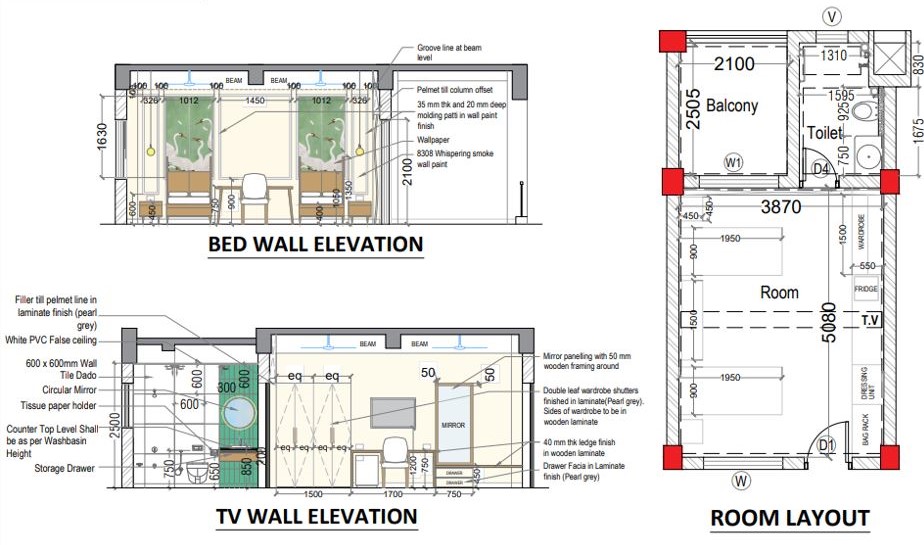 Groove line at beam
level
BEAM
BEAM
100
100
100
100
100
326
1012
1450
1012
326
Pelmet till column offset
35 mm thk and 20 mm deep
molding patti in wall paint
finish
Wallpaper
8308 Whispering smoke
wall paint
1630
2100
600
450
750
900
400
1050
1350
BED WALL ELEVATION
Filler till pelmet line in
laminate finish (pearl
grey)
White PVC False ceiling
600 x 600mm Wall
Tile Dado
Circular Mirror
Tissue paper holder
Counter Top Level Shall
be as per Washbasin
Height
Storage Drawer
BEAM
BEAM
600
600
300
600
2500
750
650
850
200
eq
eq
eq
eq
eq
eq
50
50
MIRROR
1200
750
DRAWER
DRAWER
450
1500
1700
750
Mirror panelling with 50 mm
wooden framing around
Double leaf wardrobe shutters
finished in laminate(Pearl grey).
Sides of wardrobe to be in
wooden laminate
40 mm thk ledge finish
in wooden laminate
Drawer Facia in Laminate
finish (Pearl grey)
TV WALL ELEVATION
V
2100
1310
830
2505
Balcony
1595
925
Toilet
1675
750
W1
D4
3870
450
450
1950
900
1500
WARDROBE
550
FRIDGE
Room
1500
5080
T.V
1950
900
DRESSING
UNIT
BAG RACK
D1
W
ROOM LAYOUT